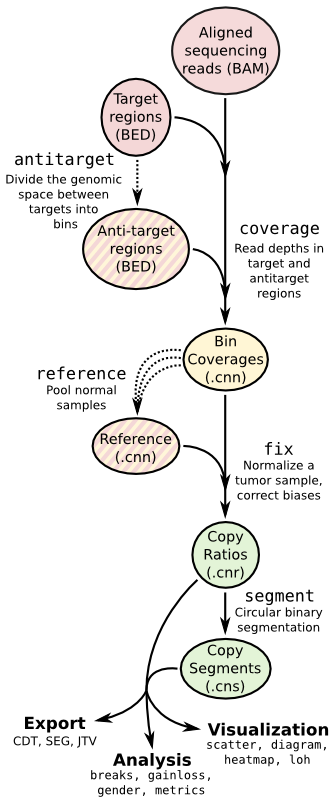 Aligned
sequencing
reads (BAM)
Target
regions
(BED)
antitarget
Divide the genomic
space between
targets into
bins
Anti-target
regions
(BED)
coverage
Read depths in
target and
antitarget
regions
Bin
Coverages
(.cnn)
reference
Pool normal
samples
Reference
(.cnn)
fix
Normalize a
tumor sample,
correct biases
Copy
Ratios
(.cnr)
segment
Circular binary
segmentation
Copy
Segments
(.cns)
Export
CDT, SEG, JTV
Visualization
scatter, diagram,
heatmap, loh
Analysis
breaks, gainloss,
gender, metrics